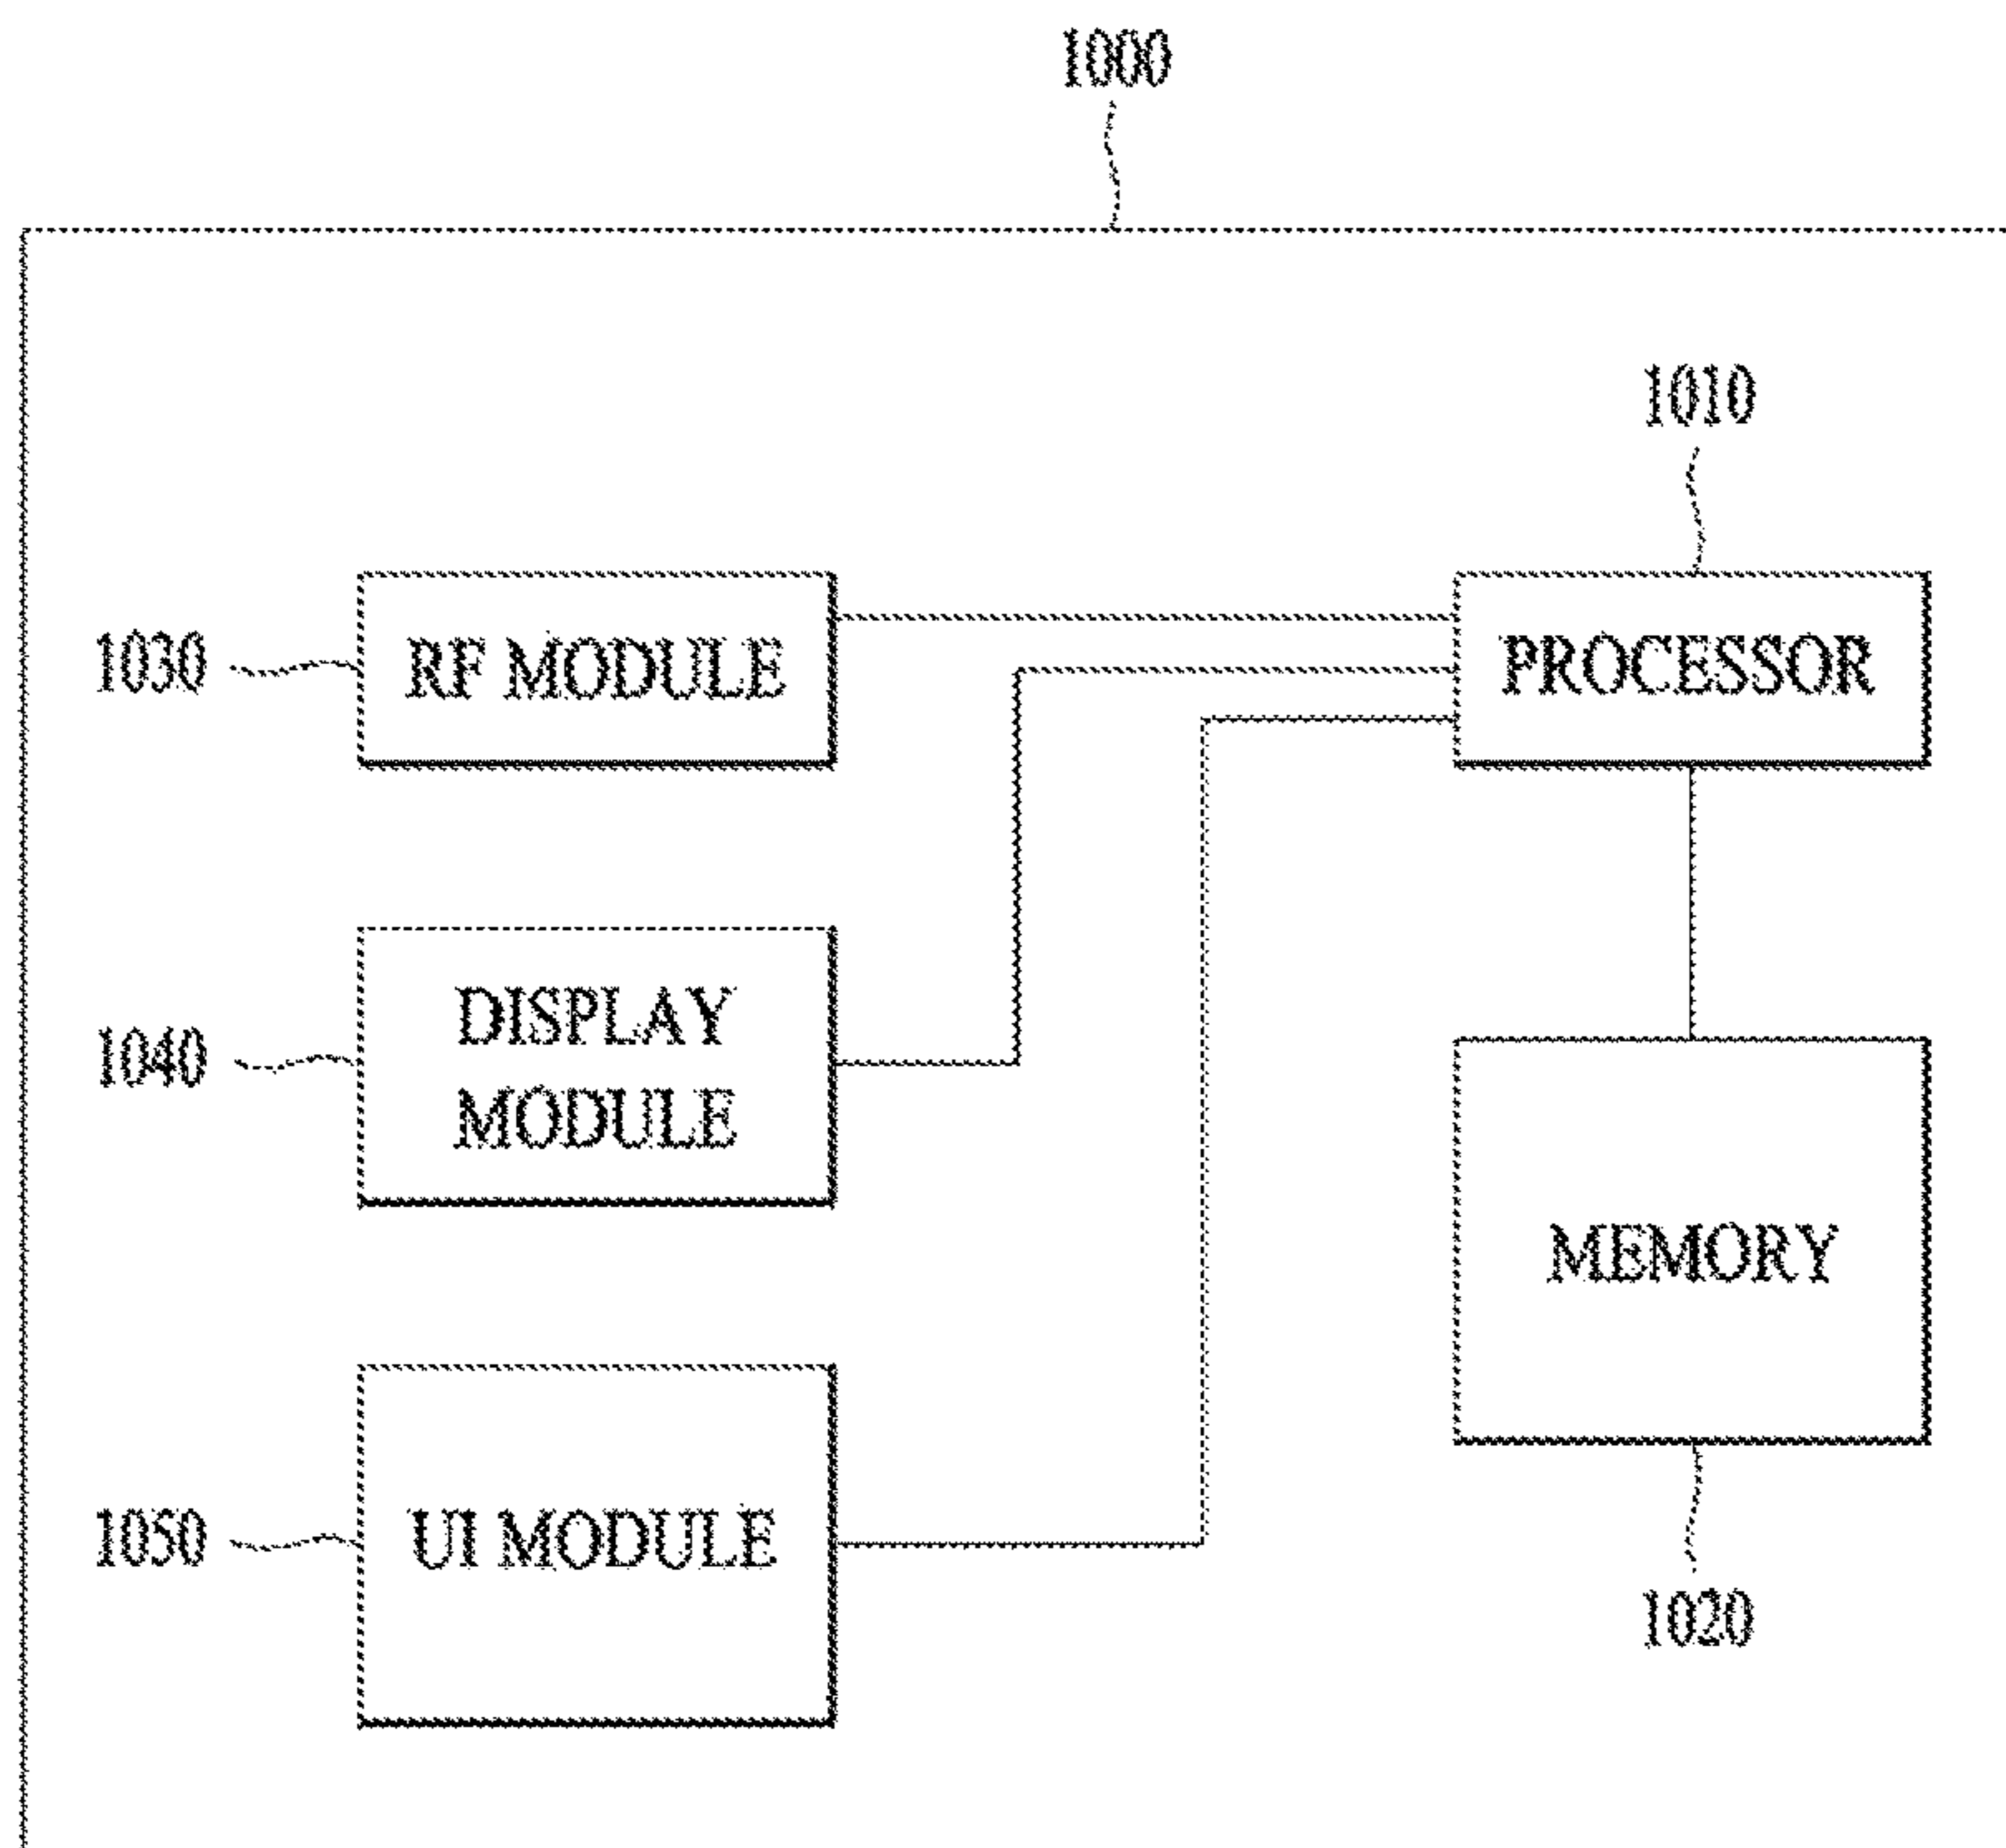 1000
1010
1030
RF MODULE
PROCESSOR
1040
DISPLAY
MODULE
MEMORY
1050
UI MODULE
1020